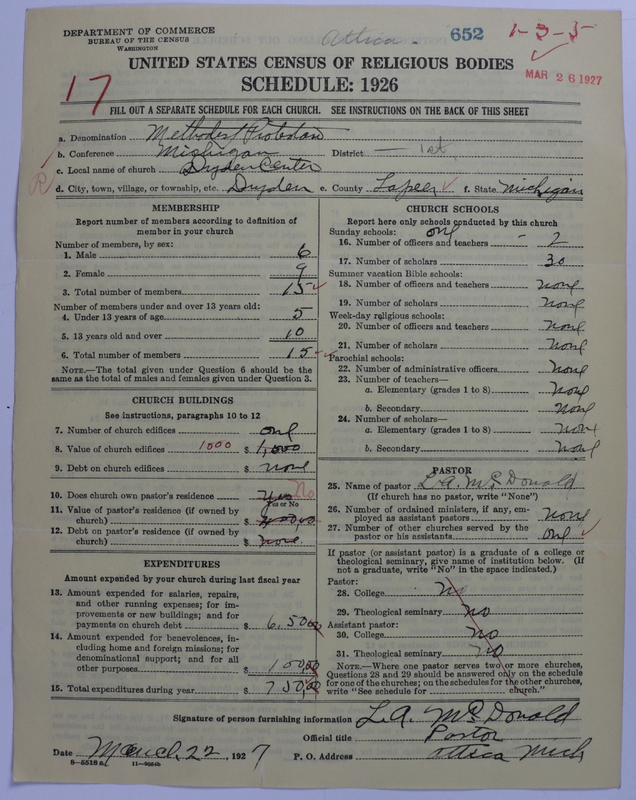 DEPARTMENT OF COMMERCE
BUREAU OF THE CENSUS
WASHINGTON
Attica
652
1-3-5
UNITED STATES CENSUS OF RELIGIOUS BODIES
MAR 26 1927
SCHEDULE: 1926
17
FILL OUT A SEPARATE SCHEDULE FOR EACH CHURCH. SEE INSTRUCTIONS ON THE BACK OF THIS SHEET
a. Denomination Methodest Protestan
b. Conference Michigan District — 1st
c. Local name of church Dryden Center
R
d. City, town, village, or township, etc. Dryden e. County Lapeer f. State Michigan
MEMBERSHIP
Report number of members according to definition of
member in your church
Number of members, by sex:
1. Male 6
2. Female 9
3. Total number of members 15
Number of members under and over 13 years old:
4. Under 13 years of age 5
5. 13 years old and over 10
6. Total number of members 15
NOTE.—The total given under Question 6 should be the
same as the total of males and females given under Question 3.
CHURCH BUILDINGS
See instructions, paragraphs 10 to 12
7. Number of church edifices one
8. Value of church edifices 1000 $ 1,000
9. Debt on church edifices $ none
10. Does church own pastor's residence yes No
Yes or No
11. Value of pastor's residence (if owned by
church) $
12. Debt on pastor's residence (if owned by
church) $ none
EXPENDITURES
Amount expended by your church during last fiscal year
13. Amount expended for salaries, repairs,
and other running expenses; for im-
provements or new buildings; and for
payments on church debt $ 650.00
14. Amount expended for benevolences, in-
cluding home and foreign missions; for
denominational support; and for all
other purposes $ 100.00
15. Total expenditures during year $ 750.00
CHURCH SCHOOLS
Report here only schools conducted by this church
Sunday schools: one
16. Number of officers and teachers 2
17. Number of scholars 30
Summer vacation Bible schools:
18. Number of officers and teachers none
19. Number of scholars none
Week-day religious schools:
20. Number of officers and teachers none
21. Number of scholars none
Parochial schools:
22. Number of administrative officers none
23. Number of teachers—
a. Elementary (grades 1 to 8) none
b. Secondary none
24. Number of scholars—
a. Elementary (grades 1 to 8) none
b. Secondary none
PASTOR
25. Name of pastor L.A. McDonald
(If church has no pastor, write "None")
26. Number of ordained ministers, if any, em-
ployed as assistant pastors none
27. Number of other churches served by the
pastor or his assistants one
If pastor (or assistant pastor) is a graduate of a college or
theological seminary, give name of institution below. (If
not a graduate, write "No" in the space indicated.)
Pastor:
28. College no
29. Theological seminary no
Assistant pastor:
30. College no
31. Theological seminary no
NOTE.—Where one pastor serves two or more churches,
Questions 28 and 29 should be answered only on the schedule
for one of the churches; on the schedules for the other churches,
write "See schedule for church."
Signature of person furnishing information L.A. McDonald
Official title Pastor
Date March 22, 1927 P. O. Address Attica Mich
8-5518a 11-9664b